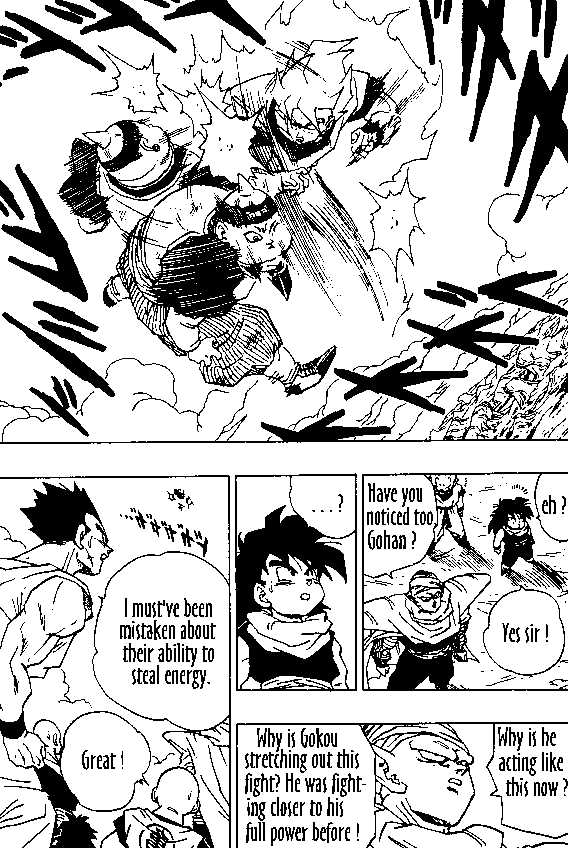 I must've been
mistaken about
their ability to
steal energy.
Great !
. . . ?
Have you
noticed too
Gohan ?
eh ?
Yes sir !
Why is Gokou
stretching out this
fight? He was fight-
ing closer to his
full power before !
Why is he
acting like
this now ?